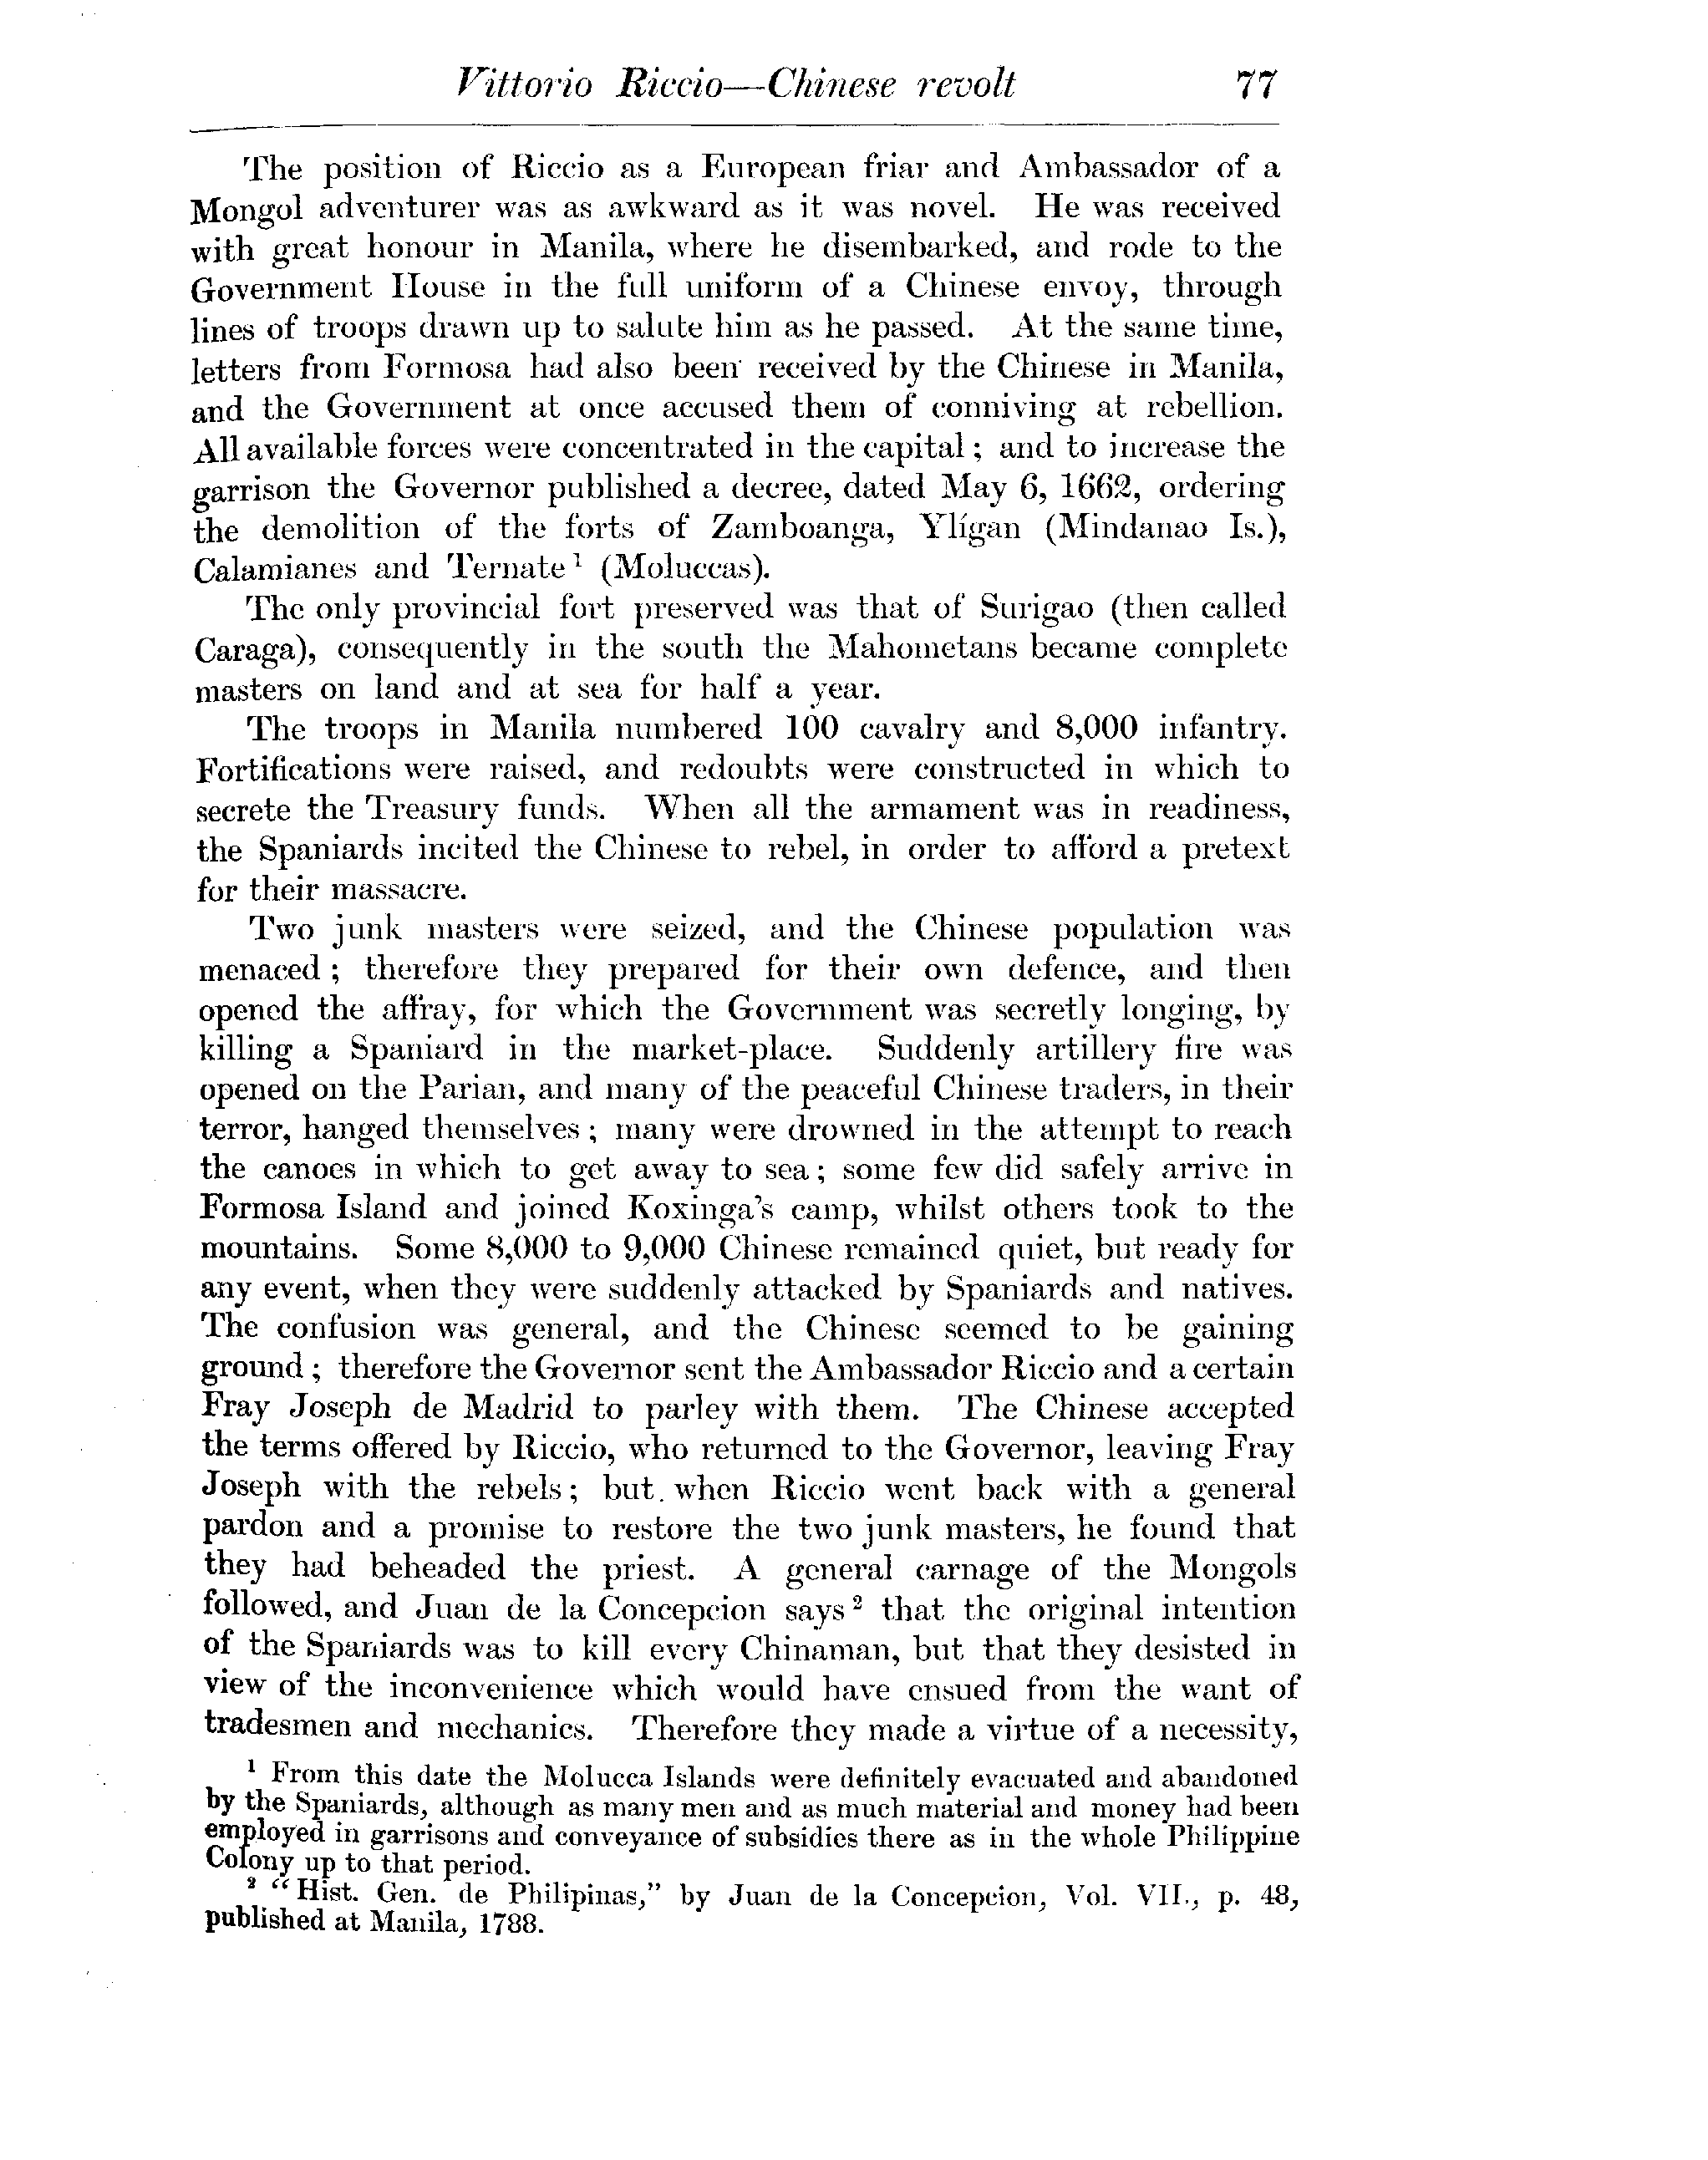 Vittorio Riccio—Chinese revolt 77
The position of Riccio as a European friar and Ambassador of a
Mongol adventurer was as awkward as it was novel. He was received
with great honour in Manila, where he disembarked, and rode to the
Government House in the full uniform of a Chinese envoy, through
lines of troops drawn up to salute him as he passed. At the same time,
letters from Formosa had also been received by the Chinese in Manila,
and the Government at once accused them of conniving at rebellion.
All available forces were concentrated in the capital; and to increase the
garrison the Governor published a decree, dated May 6, 1662, ordering
the demolition of the forts of Zamboanga, Ylígan (Mindanao Is.),
Calamianes and Ternate ¹ (Moluccas).
The only provincial fort preserved was that of Surigao (then called
Caraga), consequently in the south the Mahometans became complete
masters on land and at sea for half a year.
The troops in Manila numbered 100 cavalry and 8,000 infantry.
Fortifications were raised, and redoubts were constructed in which to
secrete the Treasury funds. When all the armament was in readiness,
the Spaniards incited the Chinese to rebel, in order to afford a pretext
for their massacre.
Two junk masters were seized, and the Chinese population was
menaced; therefore they prepared for their own defence, and then
opened the affray, for which the Government was secretly longing, by
killing a Spaniard in the market-place. Suddenly artillery fire was
opened on the Parian, and many of the peaceful Chinese traders, in their
terror, hanged themselves; many were drowned in the attempt to reach
the canoes in which to get away to sea; some few did safely arrive in
Formosa Island and joined Koxinga's camp, whilst others took to the
mountains. Some 8,000 to 9,000 Chinese remained quiet, but ready for
any event, when they were suddenly attacked by Spaniards and natives.
The confusion was general, and the Chinese seemed to be gaining
ground; therefore the Governor sent the Ambassador Riccio and a certain
Fray Joseph de Madrid to parley with them. The Chinese accepted
the terms offered by Riccio, who returned to the Governor, leaving Fray
Joseph with the rebels; but when Riccio went back with a general
pardon and a promise to restore the two junk masters, he found that
they had beheaded the priest. A general carnage of the Mongols
followed, and Juan de la Concepcion says ² that the original intention
of the Spaniards was to kill every Chinaman, but that they desisted in
view of the inconvenience which would have ensued from the want of
tradesmen and mechanics. Therefore they made a virtue of a necessity,
¹ From this date the Molucca Islands were definitely evacuated and abandoned
by the Spaniards, although as many men and as much material and money had been
employed in garrisons and conveyance of subsidies there as in the whole Philippine
Colony up to that period.
² "Hist. Gen. de Philipinas," by Juan de la Concepcion, Vol. VII., p. 48,
published at Manila, 1788.